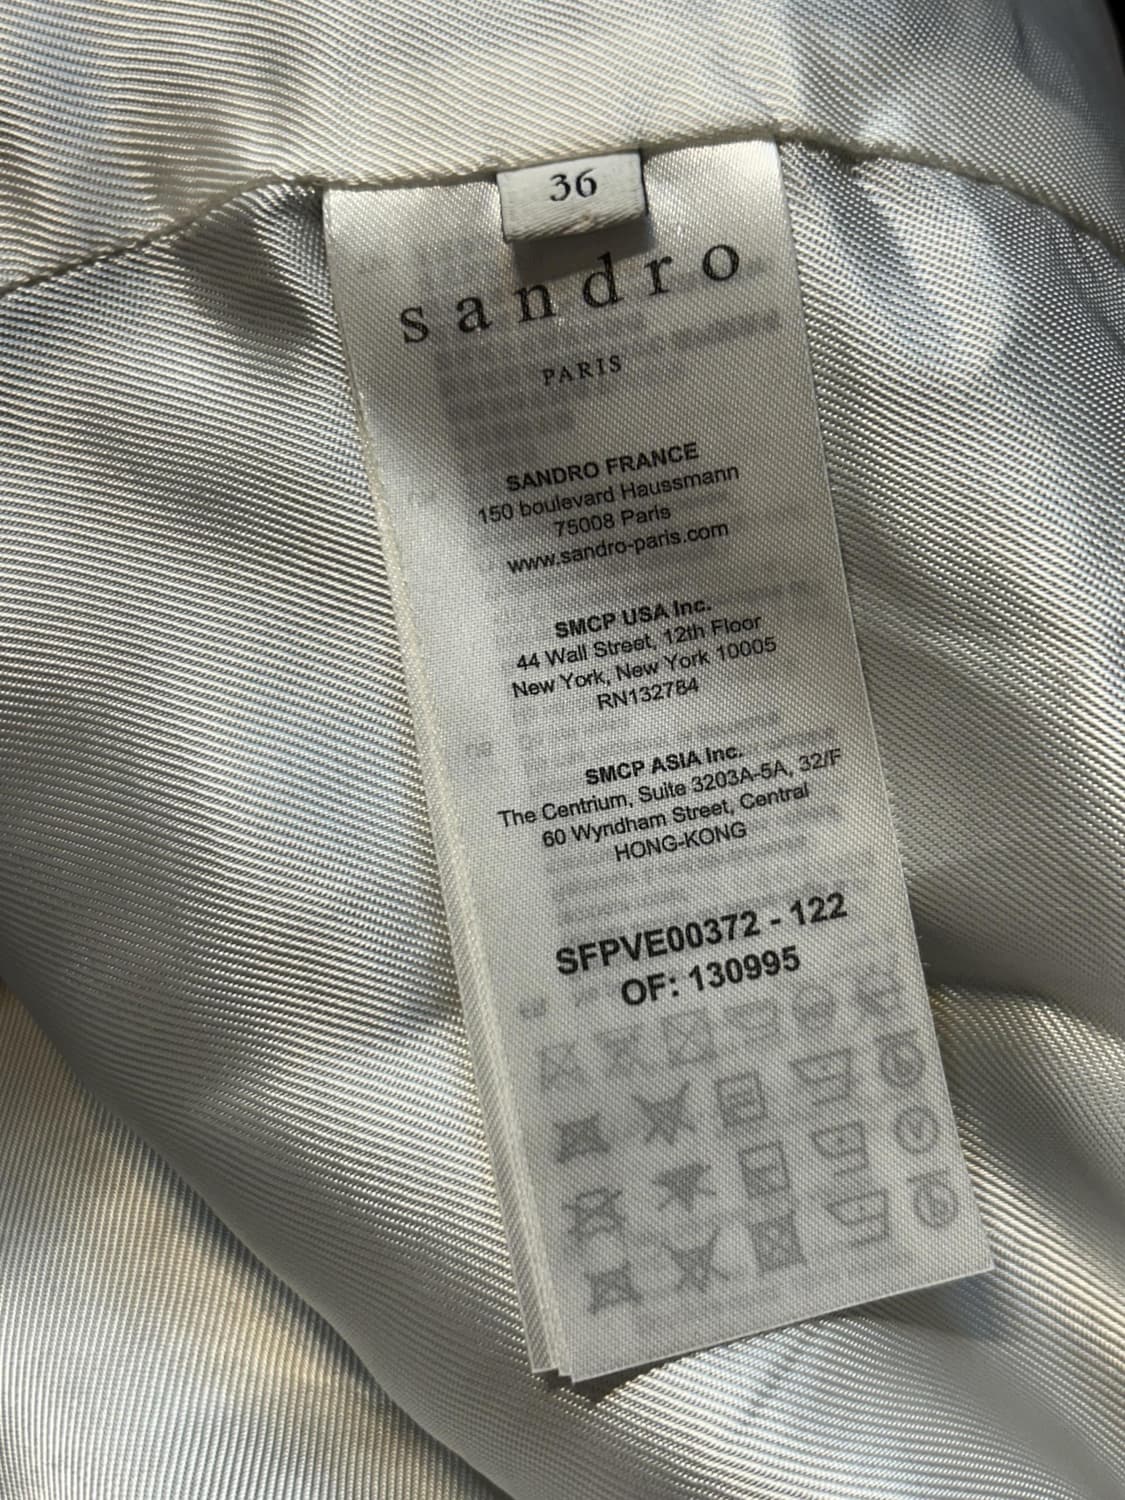 36
sandro
PARIS
SANDRO FRANCE
150 boulevard Haussmann
75008 Paris
www.sandro-paris.com
SMCP USA Inc.
44 Wall Street, 12th Floor
New York, New York 10005
RN132784
SMCP ASIA Inc.
The Centrium, Suite 3203A-5A, 32/F
60 Wyndham Street, Central
HONG-KONG
SFPVE00372 - 122
OF: 130995